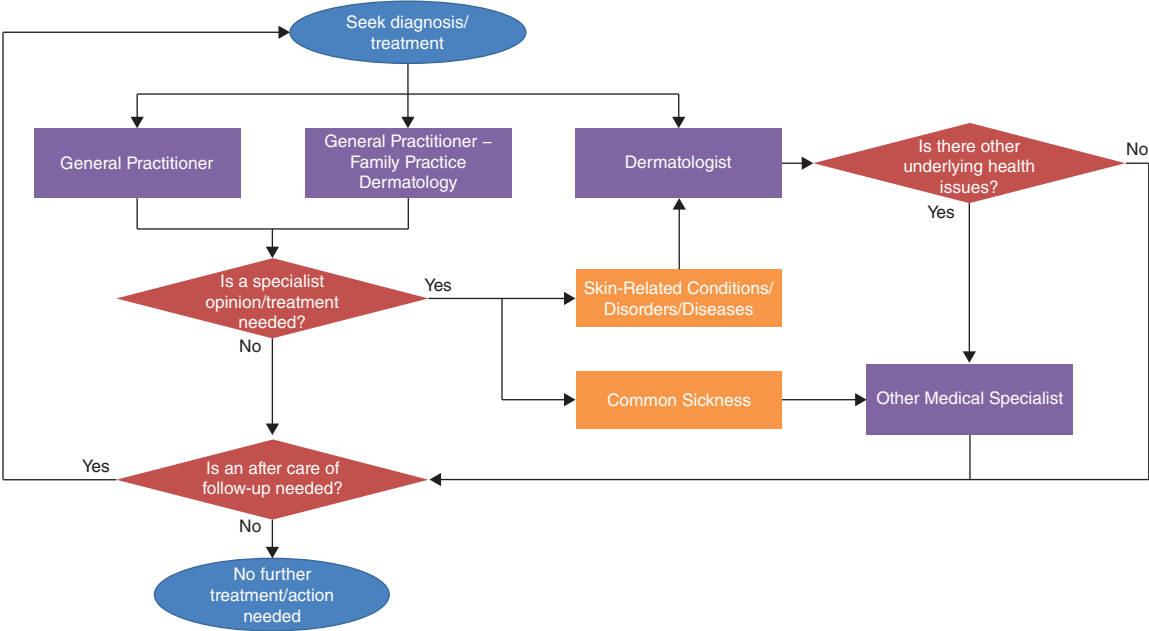 Seek diagnosis/
treatment
General Practitioner
General Practitioner –
Family Practice
Dermatology
Dermatologist
Is there other
underlying health
issues?
No
Yes
Is a specialist
opinion/treatment
needed?
Yes
No
Skin-Related Conditions/
Disorders/Diseases
Common Sickness
Other Medical Specialist
Is an after care of
follow-up needed?
Yes
No
No further
treatment/action
needed